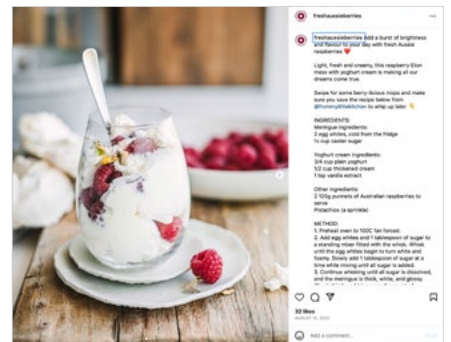 freshaussieberries
freshaussieberries Add a burst of brightness
and flavour to your day with fresh Aussie
raspberries ❤️
Light, fresh and creamy, this raspberry Eton
mess with yoghurt cream is making all our
dreams come true.
Swipe for some berry-licious inspo and make
sure you save the recipe below from
to whip up later 👇
INGREDIENTS:
Meringue ingredients:
2 egg whites, cold from the fridge
caster sugar
Yoghurt cream ingredients:
3/4 cup plain yoghurt
1/2 cup thickened cream
1 tsp vanilla extract
Other ingredients:
2 125g punnets of Australian raspberries to
serve
Pistachios (a sprinkle)
METHOD:
1. Preheat oven to 100C fan forced.
2. Add egg whites and 1 tablespoon of sugar to
a standing mixer fitted with the whisk. Whisk
until the egg whites begin to turn white and
foamy. Slowly add 1 tablespoon of sugar at a
time while mixing until all sugar is added.
3. Continue whisking until all sugar is dissolved,
and the meringue is thick, white, and glossy.
32 likes
Add a comment...